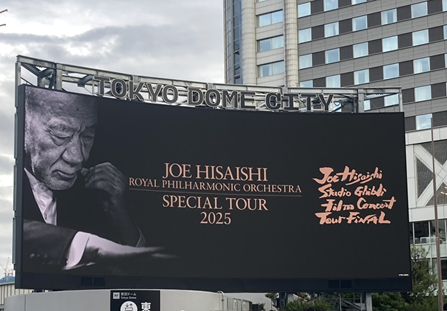 TOKYO DOME CITY
JOE HISAISHI
ROYAL PHILHARMONIC ORCHESTRA
SPECIAL TOUR
2025
Joe Hisaishi
Studio Ghibli
Film Concert
Tour FINAL